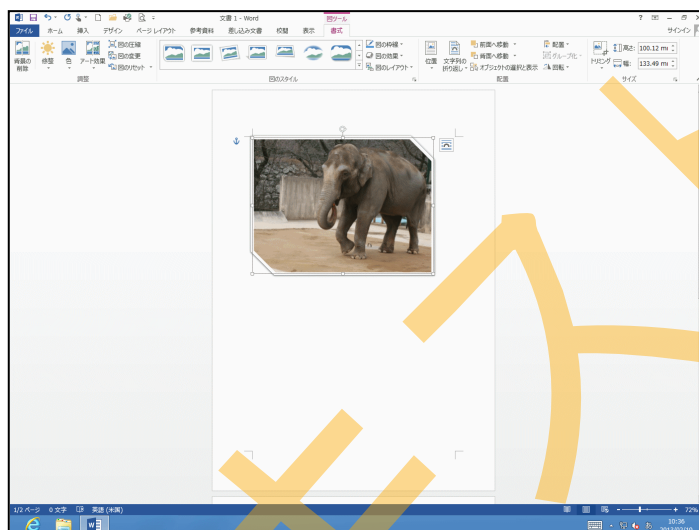 文書 1 - Word
図ツール
ファイル ホーム 挿入 デザイン ページ レイアウト 参考資料 差し込み文書 校閲 表示 書式
サインイン
背景の削除 修整 色 アート効果 図の圧縮 図の変更 図のリセット
図の枠線 図の効果 図のレイアウト
位置 文字列の折り返し 前面へ移動 背面へ移動 オブジェクトの選択と表示 配置 グループ化 回転
トリミング 高さ: 100.12 mm 幅: 133.49 mm
調整 図のスタイル 配置 サイズ
1/2 ページ 0 文字 英語 (米国) 72%
10:36